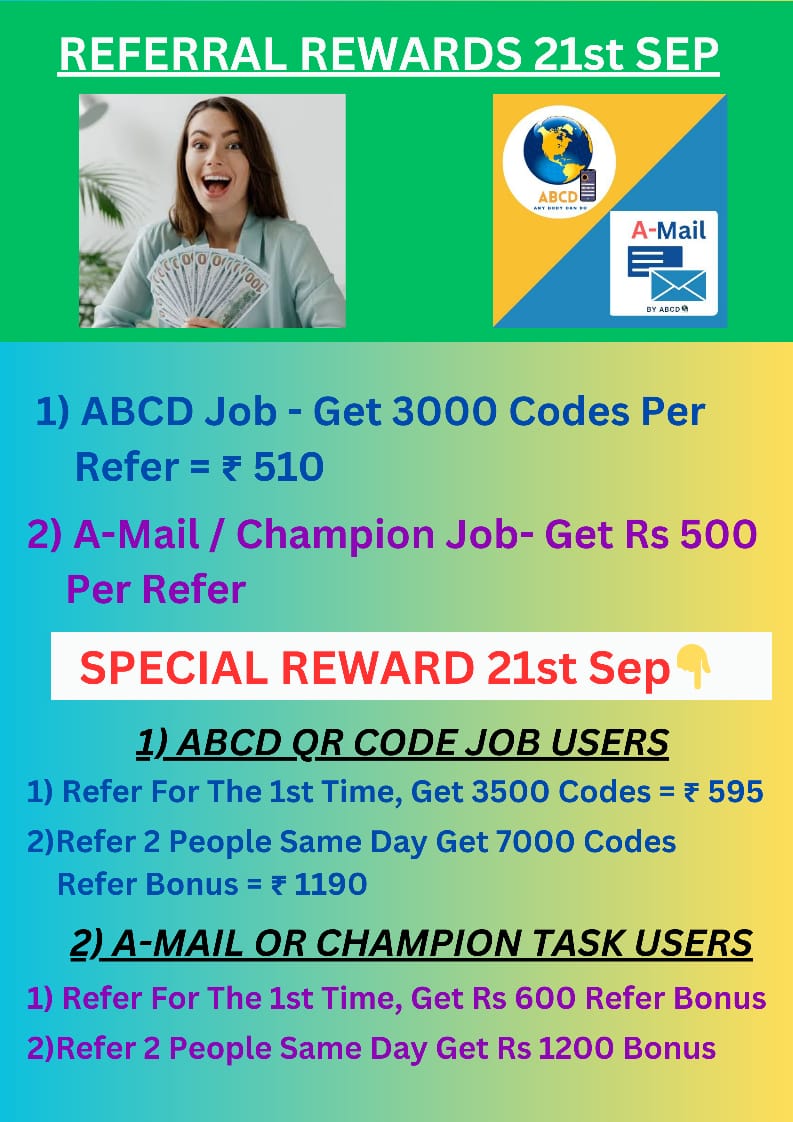 REFERRAL REWARDS 21st SEP
ABCD
ANY BODY CAN DO
A-Mail
BY ABCD
1) ABCD Job - Get 3000 Codes Per
Refer = ₹ 510
2) A-Mail / Champion Job- Get Rs 500
Per Refer
SPECIAL REWARD 21st Sep👇
1) ABCD QR CODE JOB USERS
1) Refer For The 1st Time, Get 3500 Codes = ₹ 595
2)Refer 2 People Same Day Get 7000 Codes
Refer Bonus = ₹ 1190
2) A-MAIL OR CHAMPION TASK USERS
1) Refer For The 1st Time, Get Rs 600 Refer Bonus
2)Refer 2 People Same Day Get Rs 1200 Bonus